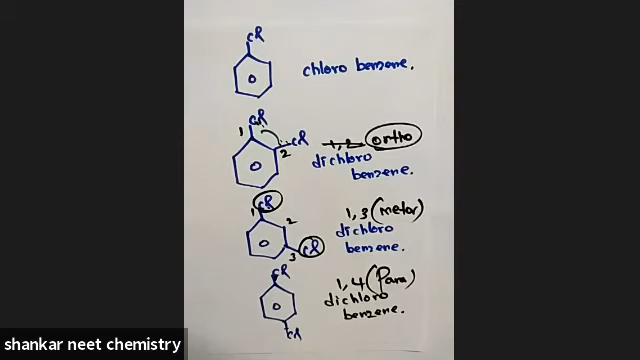 Cl
chloro benzene.
1 Cl
2 Cl
1,2 ortho
dichloro
benzene.
1 Cl
2
3 Cl
1,3 (metor)
dichloro
benzene.
Cl
Cl
1,4 (Para)
dichloro
benzene.
shankar neet chemistry